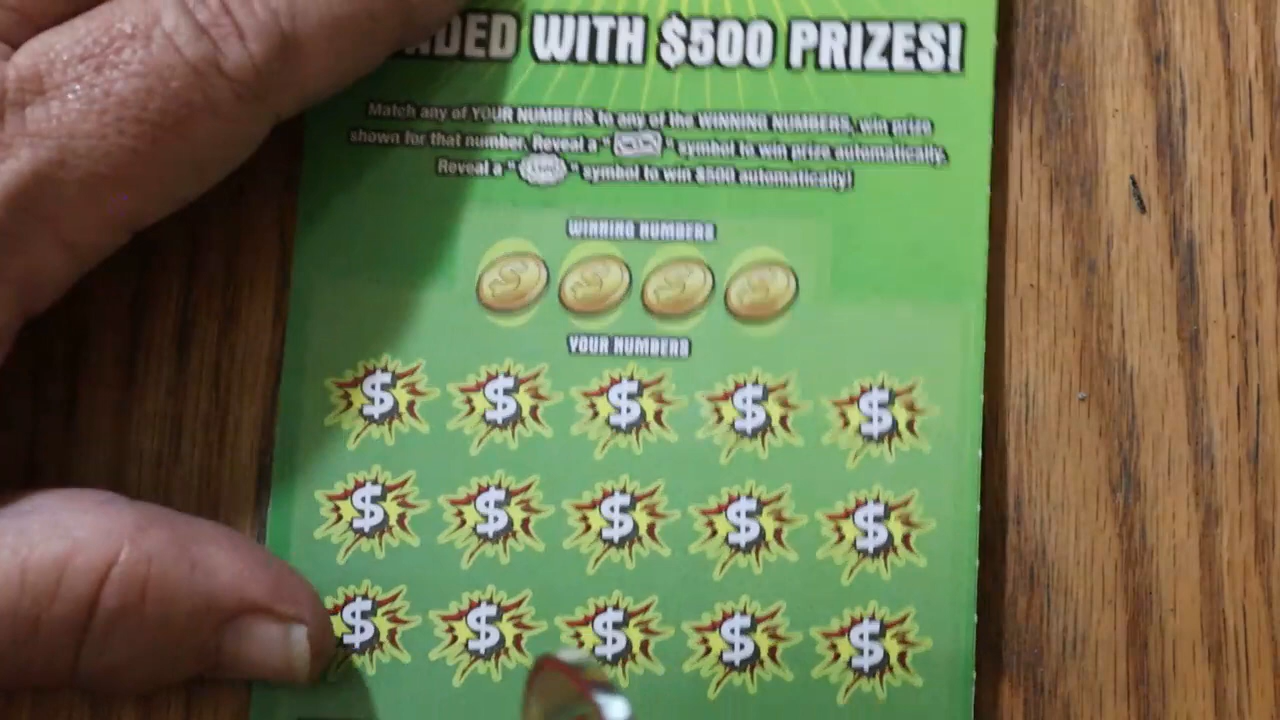 WITH $500 PRIZES!
Match any of YOUR NUMBERS to any of the WINNING NUMBERS, win prize
shown for that number. Reveal a " " symbol to win prize automatically.
Reveal a " " symbol to win $500 automatically!
WINNING NUMBERS
$ $ $ $
YOUR NUMBERS
$ $ $ $ $
$ $ $ $ $
$ $ $ $ $